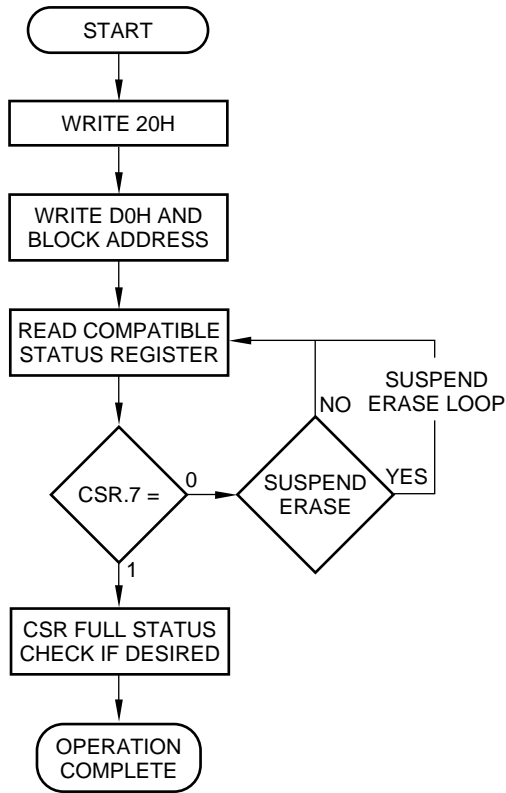 START
WRITE 20H
WRITE D0H AND
BLOCK ADDRESS
READ COMPATIBLE
STATUS REGISTER
SUSPEND
ERASE LOOP
NO
CSR.7 =
0
SUSPEND
ERASE
YES
1
CSR FULL STATUS
CHECK IF DESIRED
OPERATION
COMPLETE